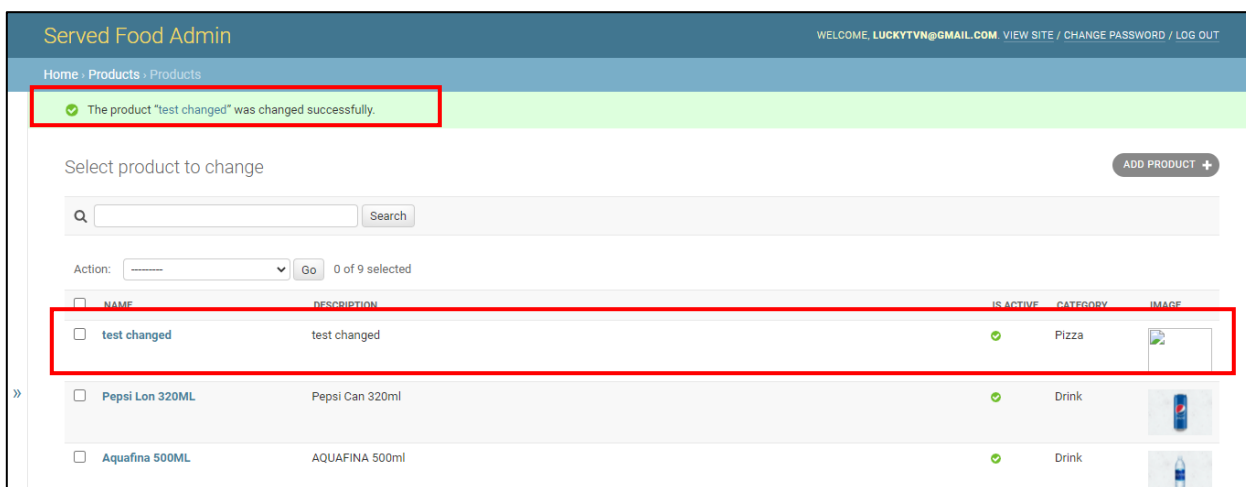 Served Food Admin
WELCOME, LUCKYTVN@GMAIL.COM. VIEW SITE / CHANGE PASSWORD / LOG OUT
Home › Products › Products
The product “test changed” was changed successfully.
Select product to change
ADD PRODUCT +
Search
Action: --------- Go 0 of 9 selected
NAME DESCRIPTION IS ACTIVE CATEGORY IMAGE
test changed test changed Pizza
» Pepsi Lon 320ML Pepsi Can 320ml Drink
Aquafina 500ML AQUAFINA 500ml Drink